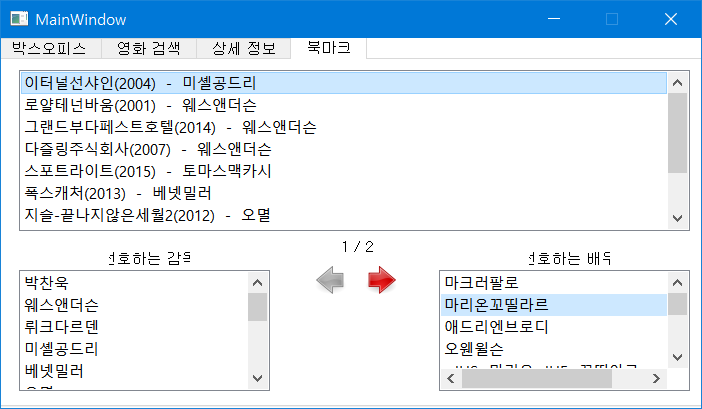 MainWindow
박스오피스 영화 검색 상세 정보 북마크
이터널선샤인(2004) - 미셸공드리
로얄테넌바움(2001) - 웨스앤더슨
그랜드부다페스트호텔(2014) - 웨스앤더슨
다즐링주식회사(2007) - 웨스앤더슨
스포트라이트(2015) - 토마스맥카시
폭스캐처(2013) - 베넷밀러
지슬-끝나지않은세월2(2012) - 오멸
1 / 2
선호하는 감독
박찬욱
웨스앤더슨
뤼크다르덴
미셸공드리
베넷밀러
오멸
선호하는 배우
마크러팔로
마리온꼬띨라르
애드리엔브로디
오웬윌슨